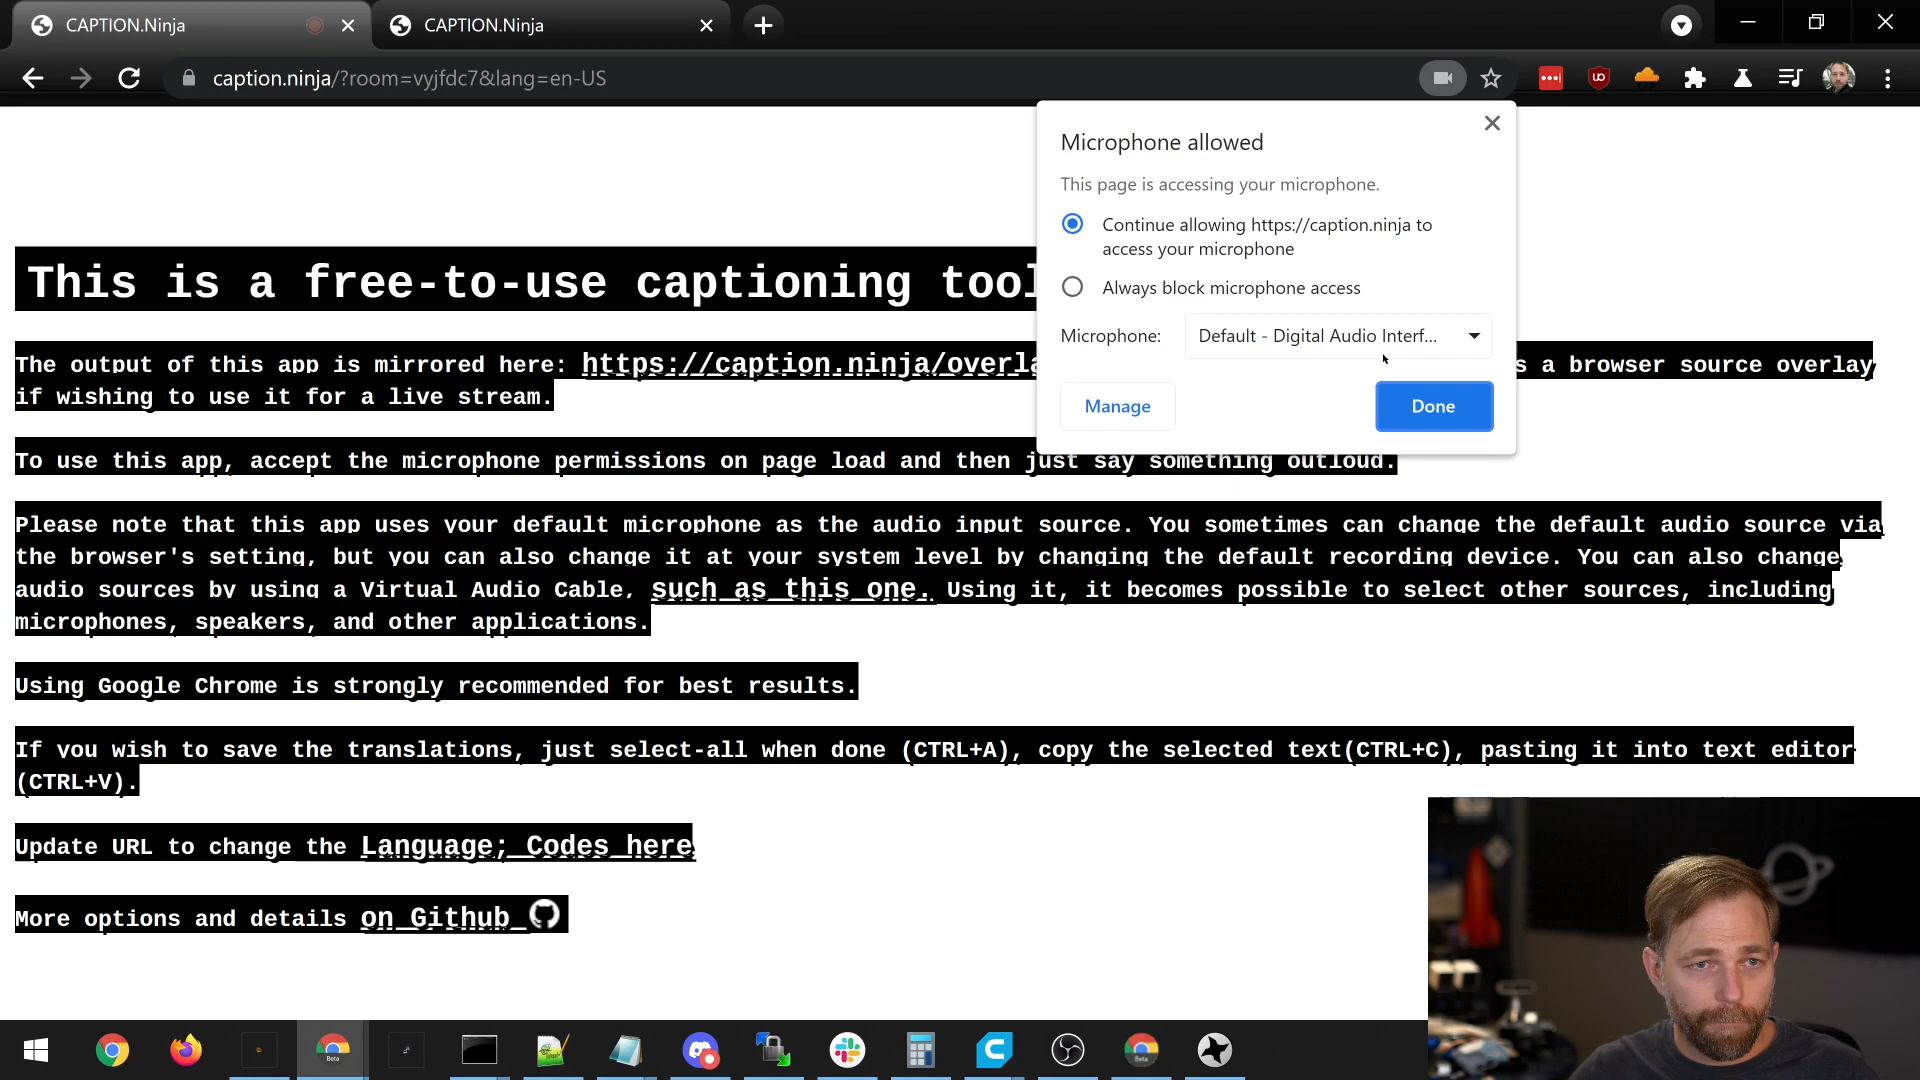 CAPTION.Ninja
CAPTION.Ninja
caption.ninja/?room=vyjfdc7&lang=en-US
Microphone allowed
This page is accessing your microphone.
Continue allowing https://caption.ninja to
access your microphone
Always block microphone access
Microphone: Default - Digital Audio Interf...
Manage Done
This is a free-to-use captioning tool
The output of this app is mirrored here: https://caption.ninja/overla s a browser source overlay
if wishing to use it for a live stream.
To use this app, accept the microphone permissions on page load and then just say something outloud.
Please note that this app uses your default microphone as the audio input source. You sometimes can change the default audio source via
the browser's setting, but you can also change it at your system level by changing the default recording device. You can also change
audio sources by using a Virtual Audio Cable, such as this one. Using it, it becomes possible to select other sources, including
microphones, speakers, and other applications.
Using Google Chrome is strongly recommended for best results.
If you wish to save the translations, just select-all when done (CTRL+A), copy the selected text(CTRL+C), pasting it into text editor
(CTRL+V).
Update URL to change the Language; Codes here
More options and details on Github
Beta
Beta